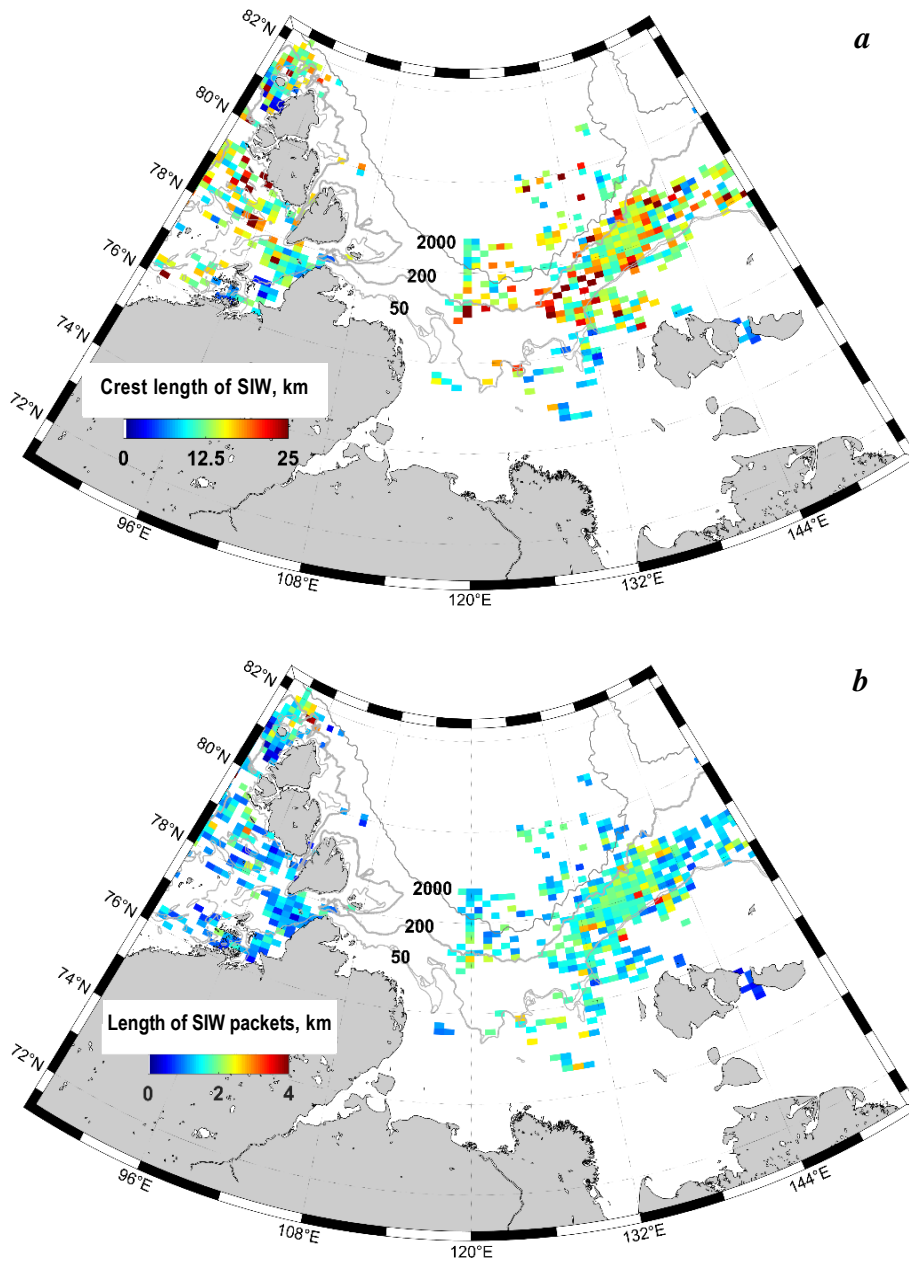 a
82°N
80°N
78°N
76°N
74°N
72°N
2000
200
50
Crest length of SIW, km
0 12.5 25
96°E
108°E
120°E
132°E
144°E
b
82°N
80°N
78°N
76°N
74°N
72°N
2000
200
50
Length of SIW packets, km
0 2 4
96°E
108°E
120°E
132°E
144°E